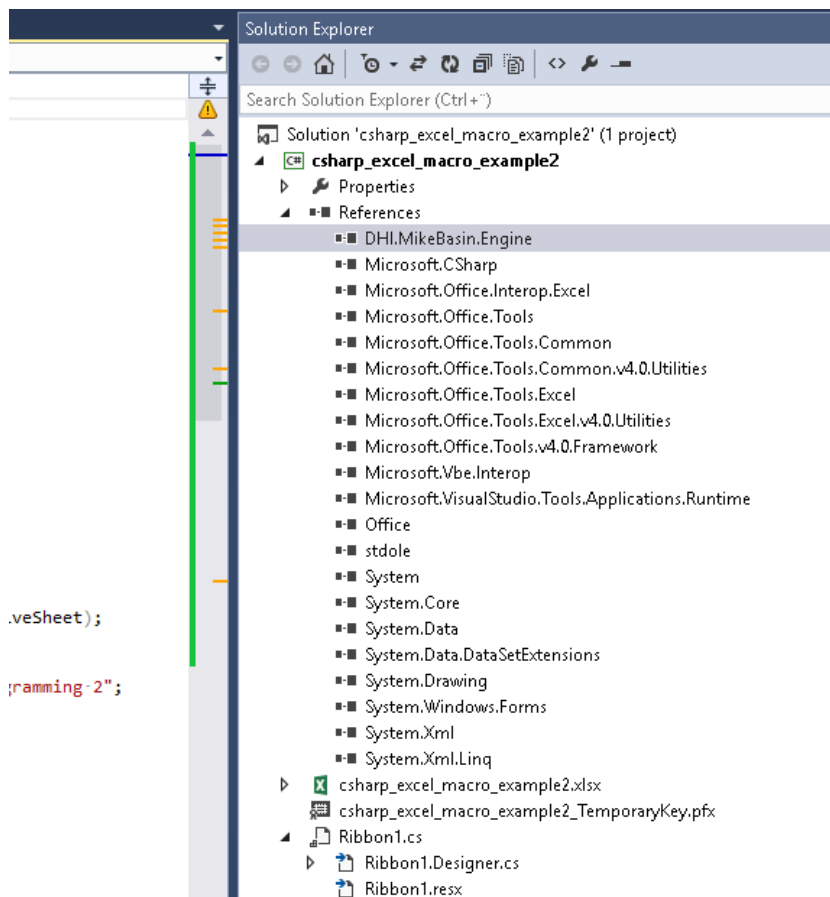 Solution Explorer
Search Solution Explorer (Ctrl+¨)
Solution 'csharp_excel_macro_example2' (1 project)
C# csharp_excel_macro_example2
Properties
References
DHI.MikeBasin.Engine
Microsoft.CSharp
Microsoft.Office.Interop.Excel
Microsoft.Office.Tools
Microsoft.Office.Tools.Common
Microsoft.Office.Tools.Common.v4.0.Utilities
Microsoft.Office.Tools.Excel
Microsoft.Office.Tools.Excel.v4.0.Utilities
Microsoft.Office.Tools.v4.0.Framework
Microsoft.Vbe.Interop
Microsoft.VisualStudio.Tools.Applications.Runtime
Office
stdole
System
System.Core
.veSheet);
System.Data
System.Data.DataSetExtensions
System.Drawing
gramming 2";
System.Windows.Forms
System.Xml
System.Xml.Linq
csharp_excel_macro_example2.xlsx
csharp_excel_macro_example2_TemporaryKey.pfx
Ribbon1.cs
Ribbon1.Designer.cs
Ribbon1.resx